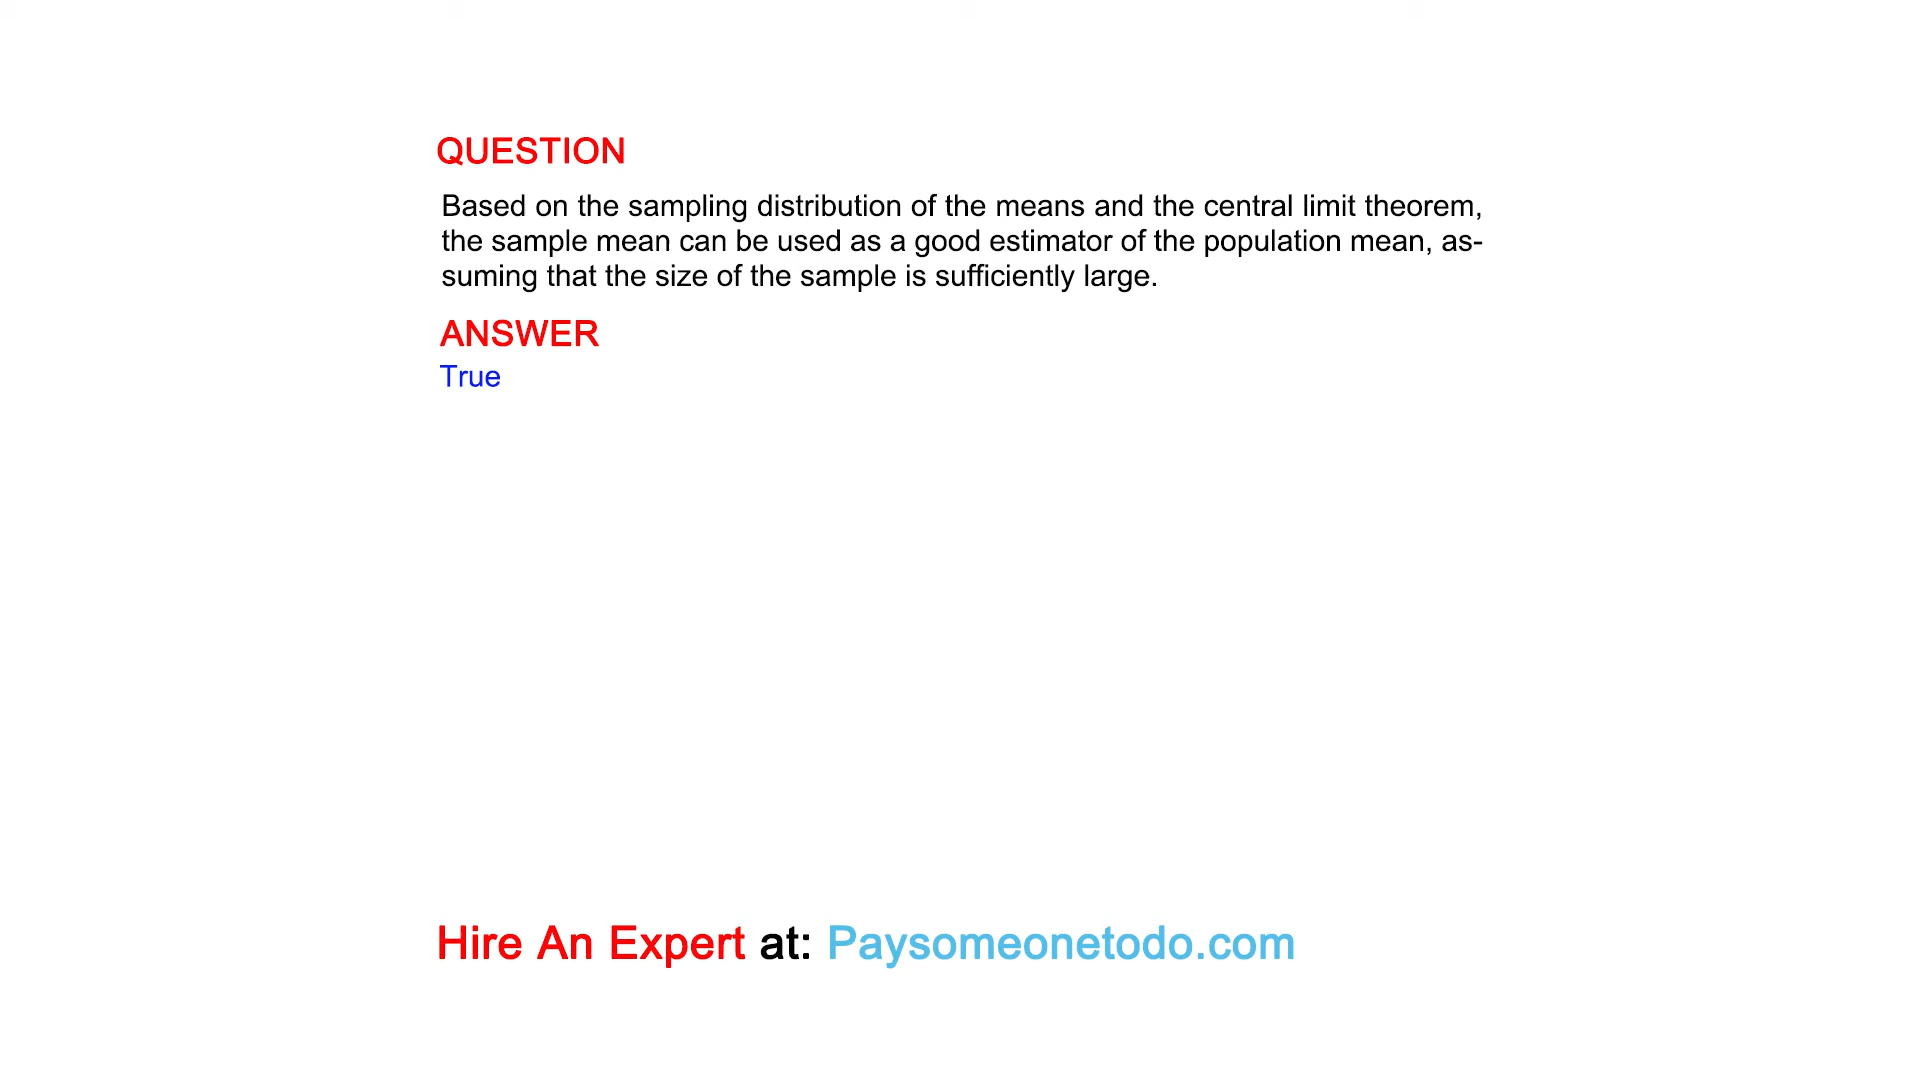 QUESTION
Based on the sampling distribution of the means and the central limit theorem,
the sample mean can be used as a good estimator of the population mean, as-
suming that the size of the sample is sufficiently large.
ANSWER
True
Hire An Expert at: Paysomeonetodo.com